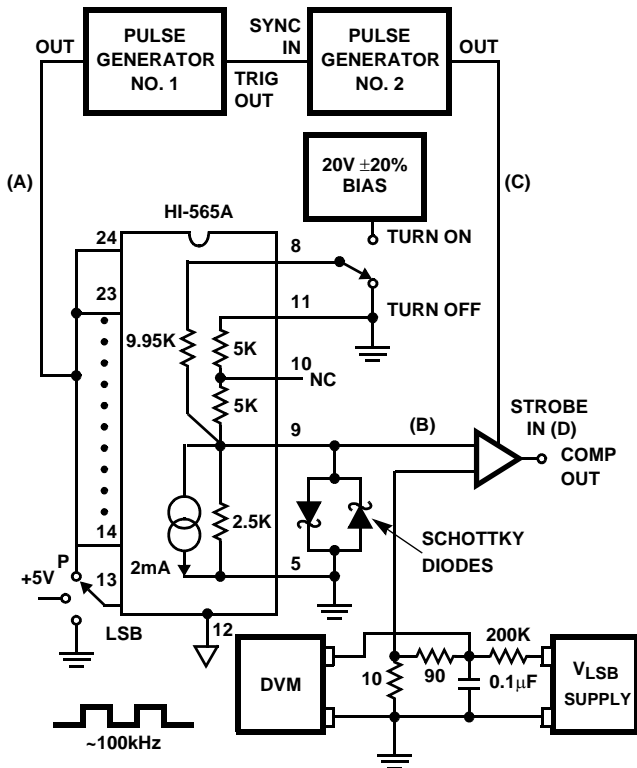 OUT
PULSE
GENERATOR
NO. 1
SYNC
IN
TRIG
OUT
PULSE
GENERATOR
NO. 2
OUT
(A)
20V ±20%
BIAS
(C)
HI-565A
TURN ON
24
8
23
11
TURN OFF
9.95K
5K
10
NC
5K
9
(B)
STROBE
IN (D)
COMP
OUT
14
2.5K
SCHOTTKY
DIODES
P
+5V
13
2mA
5
LSB
12
200K
DVM
10
90
0.1µF
VLSB
SUPPLY
~100kHz